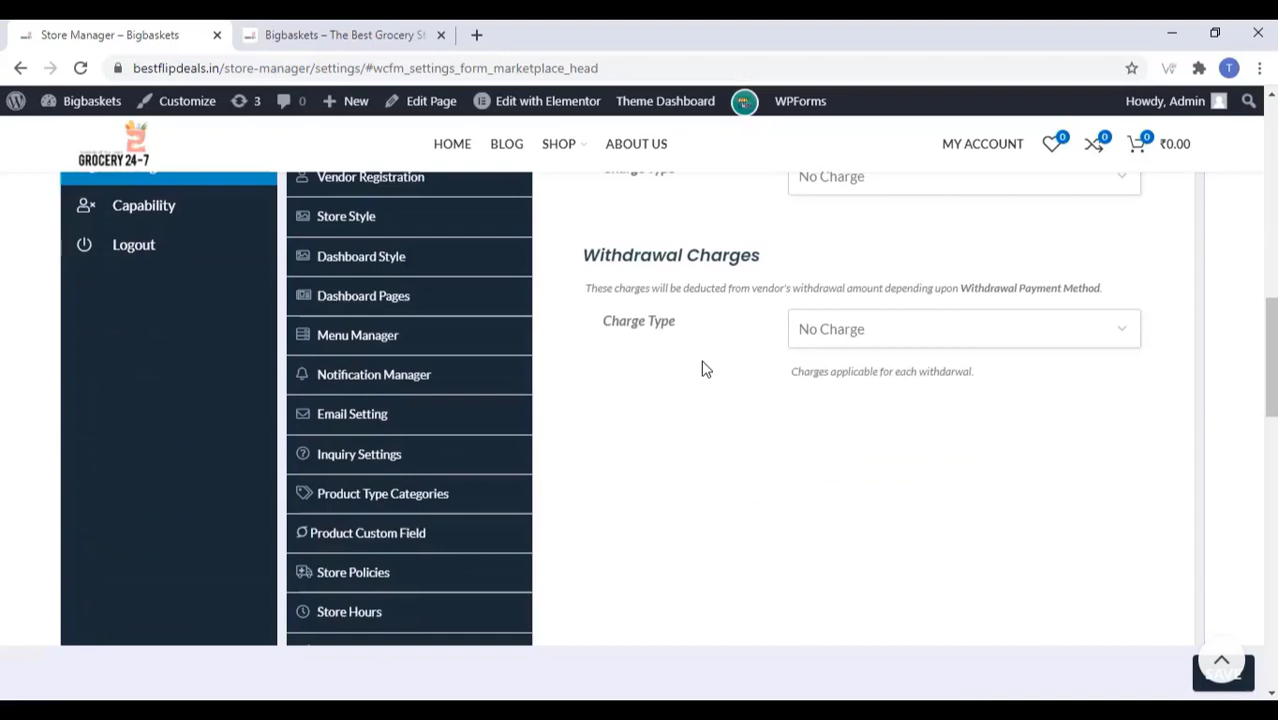 Store Manager – Bigbaskets
Bigbaskets – The Best Grocery St
bestflipdeals.in/store-manager/settings/#wcfm_settings_form_marketplace_head
T
Bigbaskets
Customize
3
0
New
Edit Page
Edit with Elementor
Theme Dashboard
WPForms
Howdy, Admin
GROCERY 24-7
HOME
BLOG
SHOP
ABOUT US
MY ACCOUNT
0
0
0
₹0.00
Capability
Logout
Vendor Registration
Store Style
Dashboard Style
Dashboard Pages
Menu Manager
Notification Manager
Email Setting
Inquiry Settings
Product Type Categories
Product Custom Field
Store Policies
Store Hours
Charge Type
No Charge
Withdrawal Charges
These charges will be deducted from vendor's withdrawal amount depending upon Withdrawal Payment Method.
Charge Type
No Charge
Charges applicable for each withdarwal.
SAVE